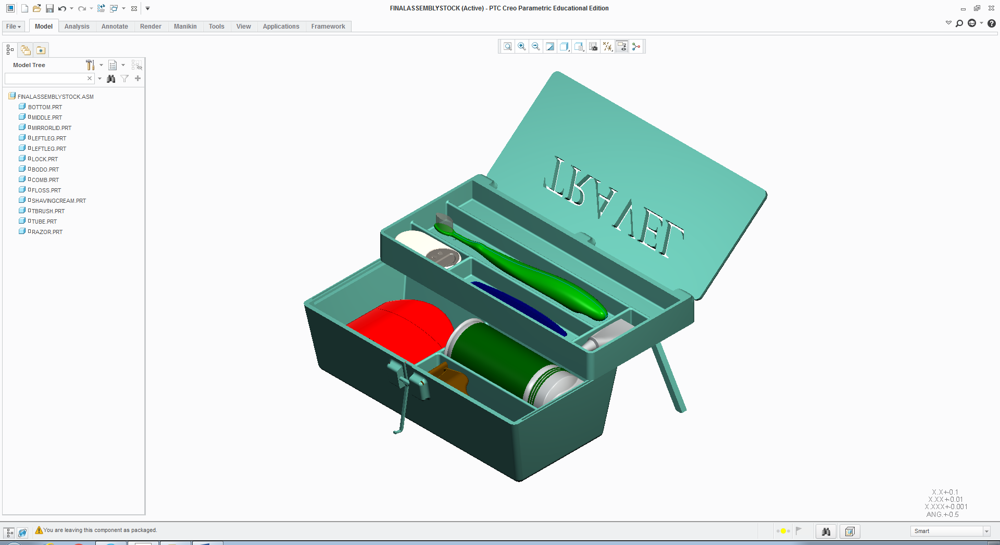 FINALASSEMBLYSTOCK (Active) - PTC Creo Parametric Educational Edition
File Model Analysis Annotate Render Manikin Tools View Applications Framework
Model Tree
FINALASSEMBLYSTOCK.ASM
BOTTOM.PRT
MIDDLE.PRT
MIRRORLID.PRT
LEFTLEG.PRT
LEFTLEG.PRT
LOCK.PRT
BODO.PRT
COMB.PRT
FLOSS.PRT
SHAVINGCREAM.PRT
TBRUSH.PRT
TUBE.PRT
RAZOR.PRT
TRAVEL
X.X+-0.1
X.XX+-0.01
X.XXX+-0.001
ANG.+-0.5
You are leaving this component as packaged.
Smart